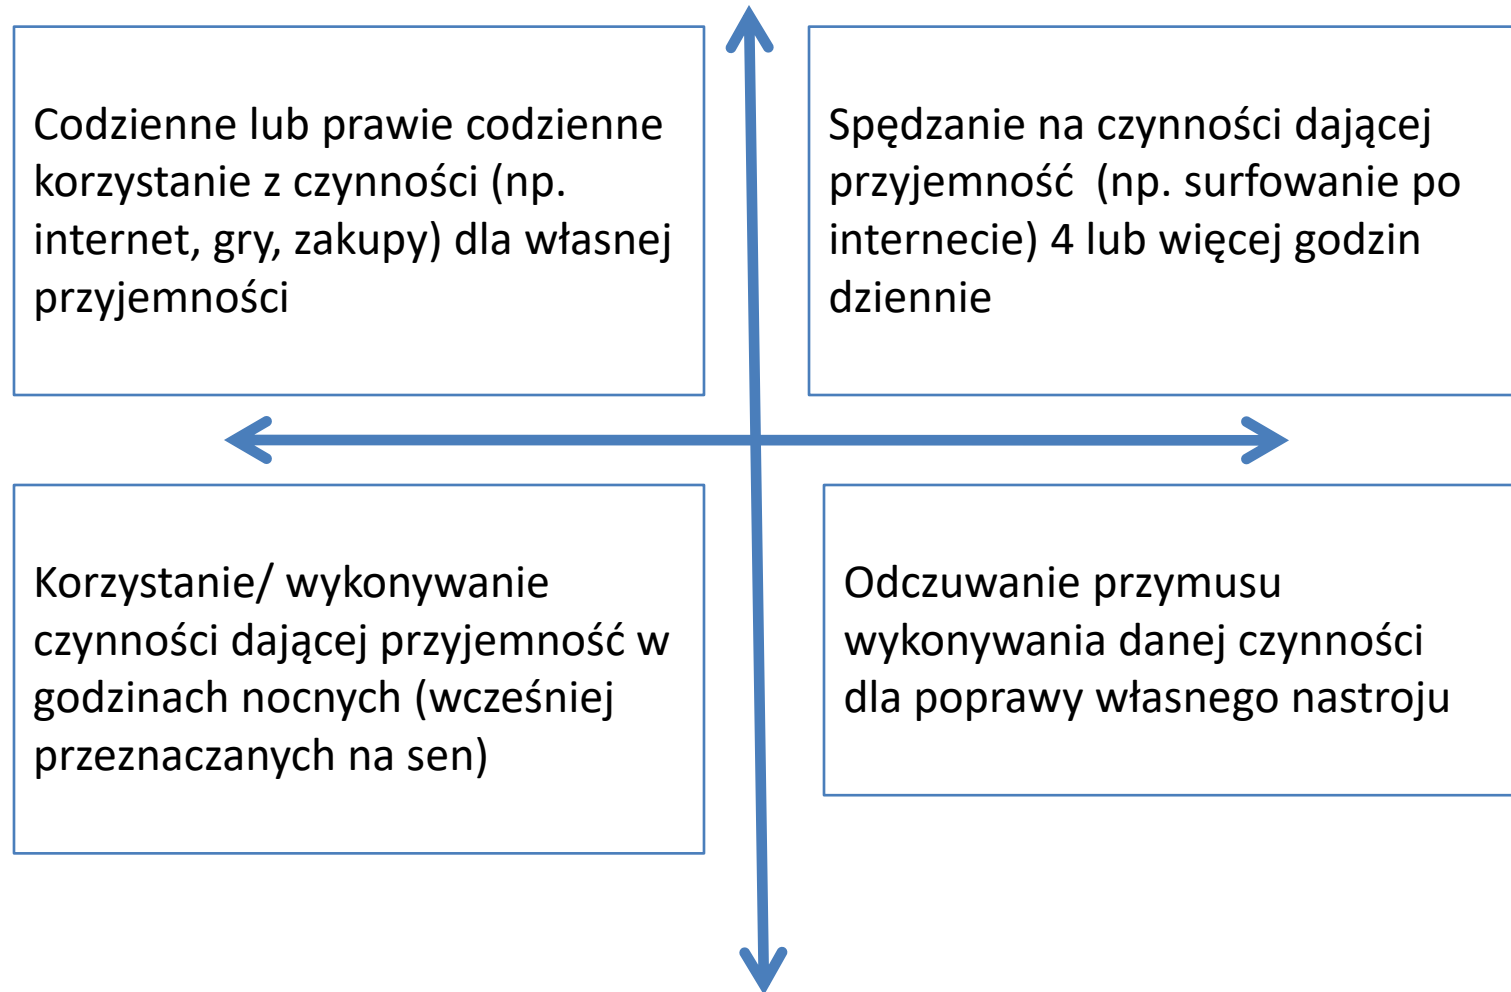 Codzienne lub prawie codzienne
korzystanie z czynności (np.
internet, gry, zakupy) dla własnej
przyjemności
Spędzanie na czynności dającej
przyjemność  (np. surfowanie po
internecie) 4 lub więcej godzin
dziennie
Korzystanie/ wykonywanie
czynności dającej przyjemność w
godzinach nocnych (wcześniej
przeznaczanych na sen)
Odczuwanie przymusu
wykonywania danej czynności
dla poprawy własnego nastroju